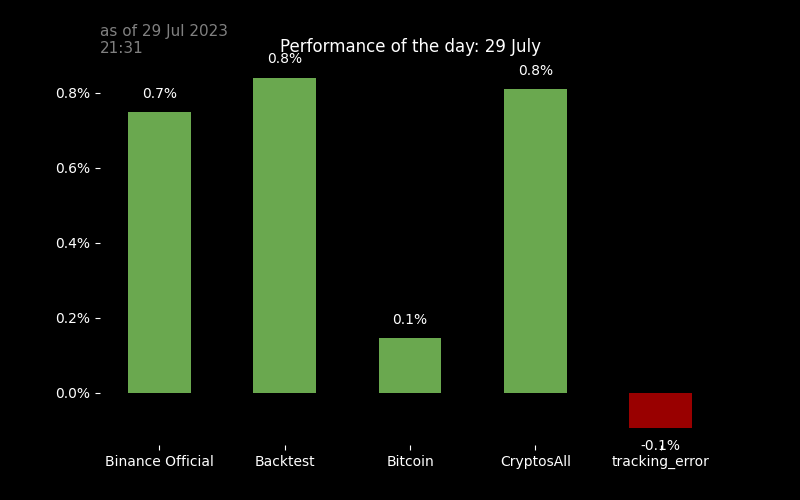 as of 29 Jul 2023
21:31
Performance of the day: 29 July
0.8%
0.6%
0.4%
0.2%
0.0%
0.7%
0.8%
0.1%
0.8%
-0.1%
Binance Official
Backtest
Bitcoin
CryptosAll
tracking_error